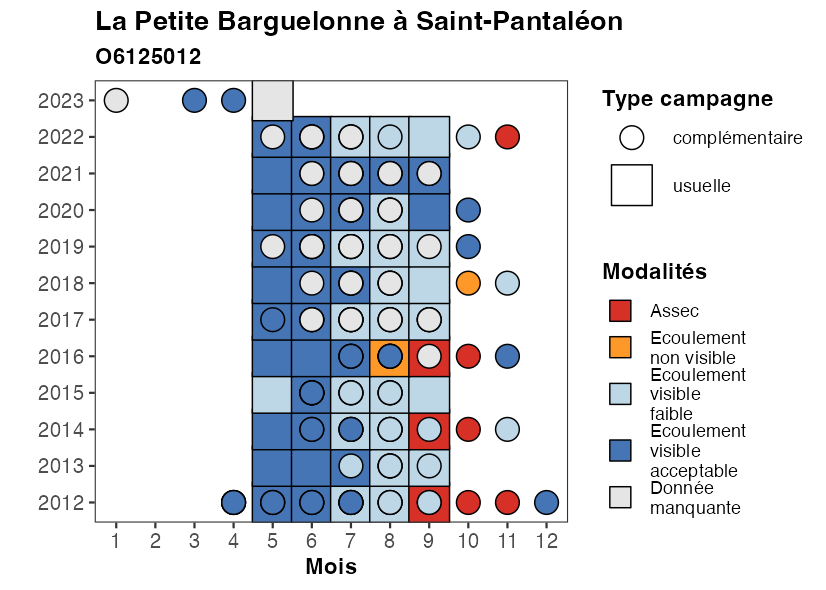 La Petite Barguelonne à Saint-Pantaléon
O6125012
2023
2022
2021
2020
2019
2018
2017
2016
2015
2014
2013
2012
1 2 3 4 5 6 7 8 9 10 11 12
Mois
Type campagne
complémentaire
usuelle
Modalités
Assec
Ecoulement
non visible
Ecoulement
visible
faible
Ecoulement
visible
acceptable
Donnée
manquante